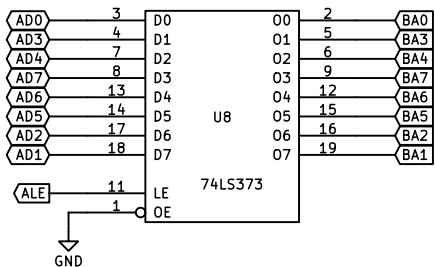 AD0 3 D0 O0 2 BA0
AD3 4 D1 O1 5 BA3
AD4 7 D2 O2 6 BA4
AD7 8 D3 O3 9 BA7
AD6 13 D4 O4 12 BA6
AD5 14 D5 U8 O5 15 BA5
AD2 17 D6 O6 16 BA2
AD1 18 D7 O7 19 BA1
74LS373
ALE 11 LE
1 OE
GND